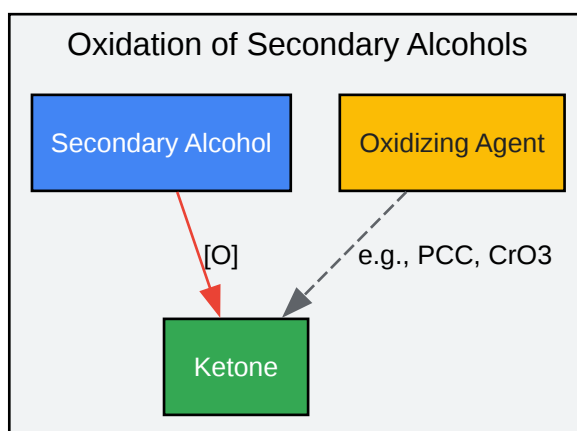 Oxidation of Secondary Alcohols
Secondary Alcohol
Oxidizing Agent
[O]
e.g., PCC, CrO3
Ketone